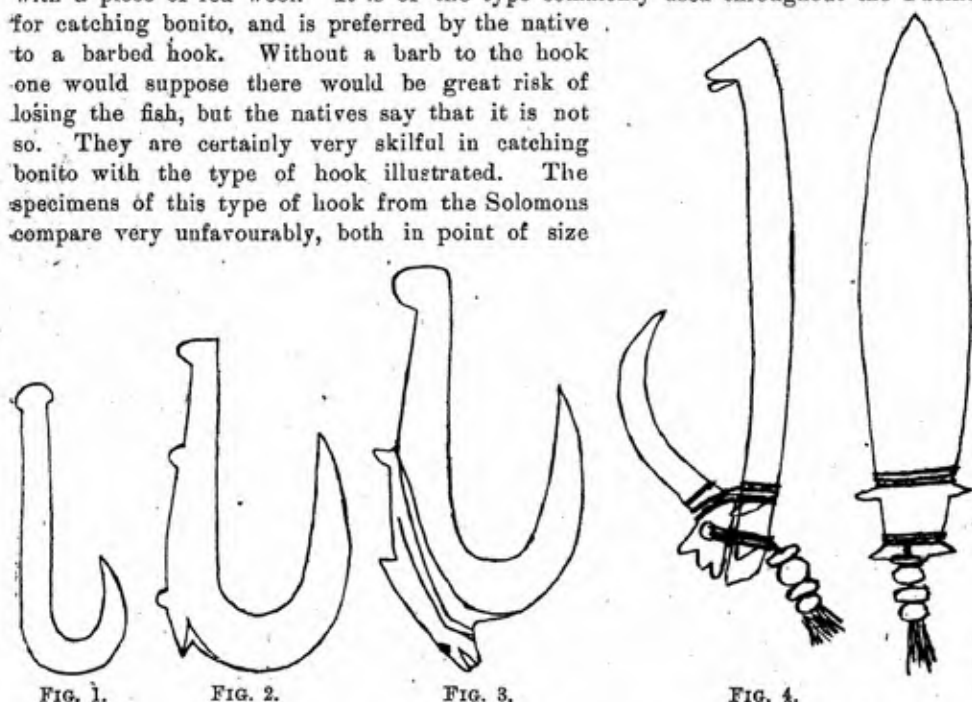 for catching bonito, and is preferred by the native
to a barbed hook. Without a barb to the hook
one would suppose there would be great risk of
losing the fish, but the natives say that it is not
so. They are certainly very skilful in catching
bonito with the type of hook illustrated. The
specimens of this type of hook from the Solomons
compare very unfavourably, both in point of size
FIG. 1. FIG. 2. FIG. 3. FIG. 4.